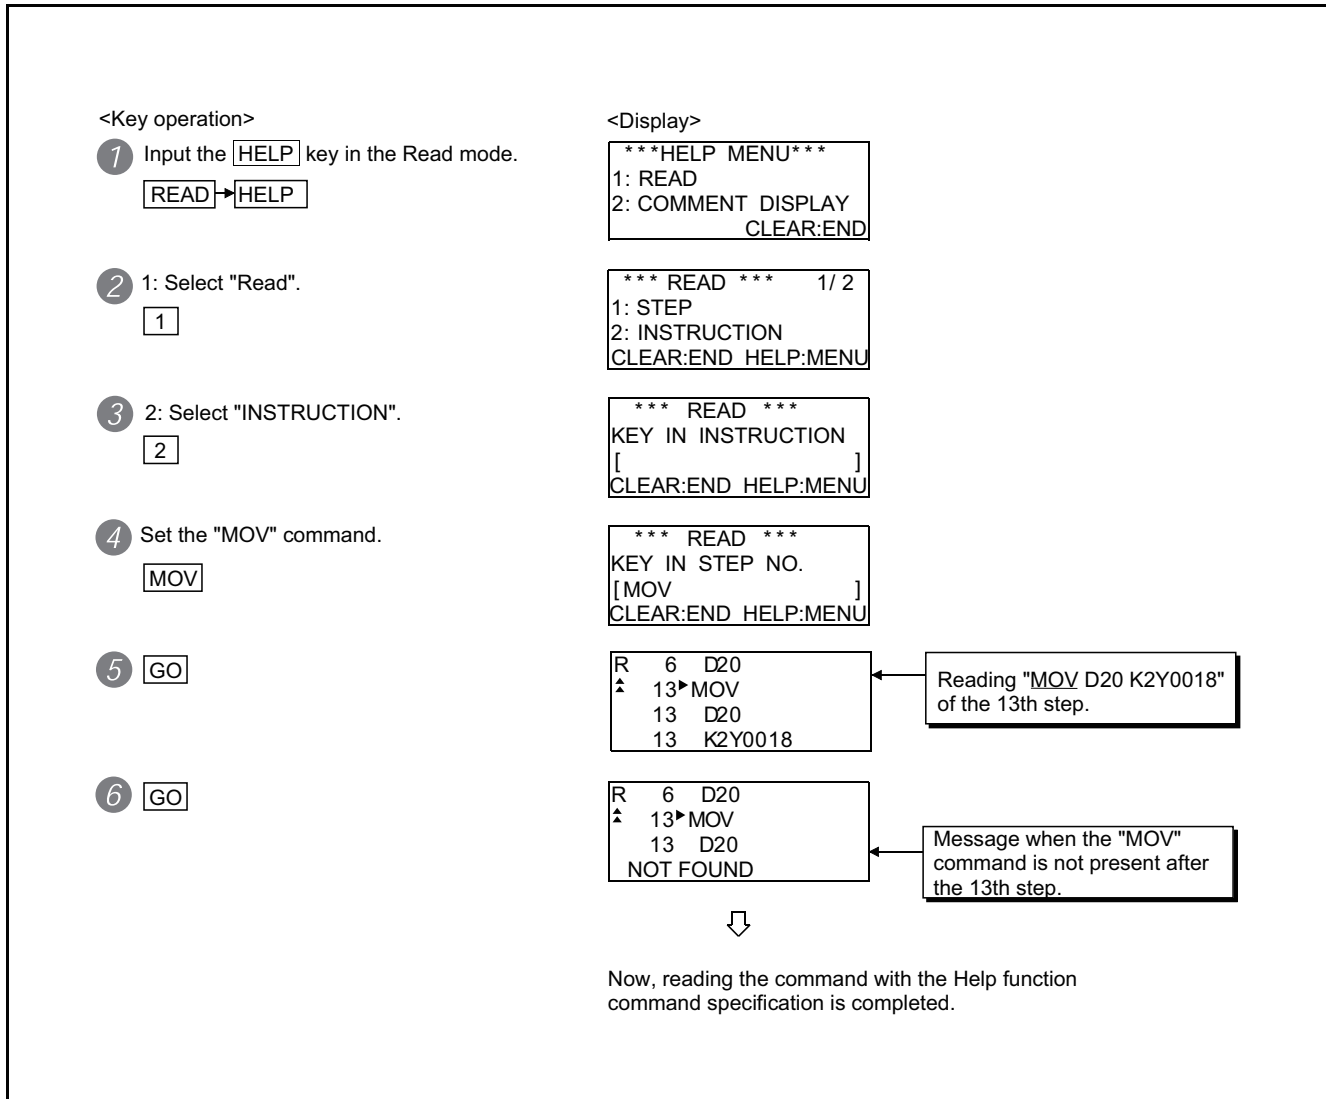 <Key operation>
<Display>
1 Input the HELP key in the Read mode.
READ HELP
***HELP MENU***
1: READ
2: COMMENT DISPLAY
CLEAR:END
2 1: Select "Read".
1
*** READ *** 1/2
1: STEP
2: INSTRUCTION
CLEAR:END HELP:MENU
3 2: Select "INSTRUCTION".
2
*** READ ***
KEY IN INSTRUCTION
[ ]
CLEAR:END HELP:MENU
4 Set the "MOV" command.
MOV
*** READ ***
KEY IN STEP NO.
[MOV ]
CLEAR:END HELP:MENU
5 GO
R 6 D20
13 MOV
13 D20
13 K2Y0018
Reading "MOV D20 K2Y0018"
of the 13th step.
6 GO
R 6 D20
13 MOV
13 D20
NOT FOUND
Message when the "MOV"
command is not present after
the 13th step.
Now, reading the command with the Help function
command specification is completed.